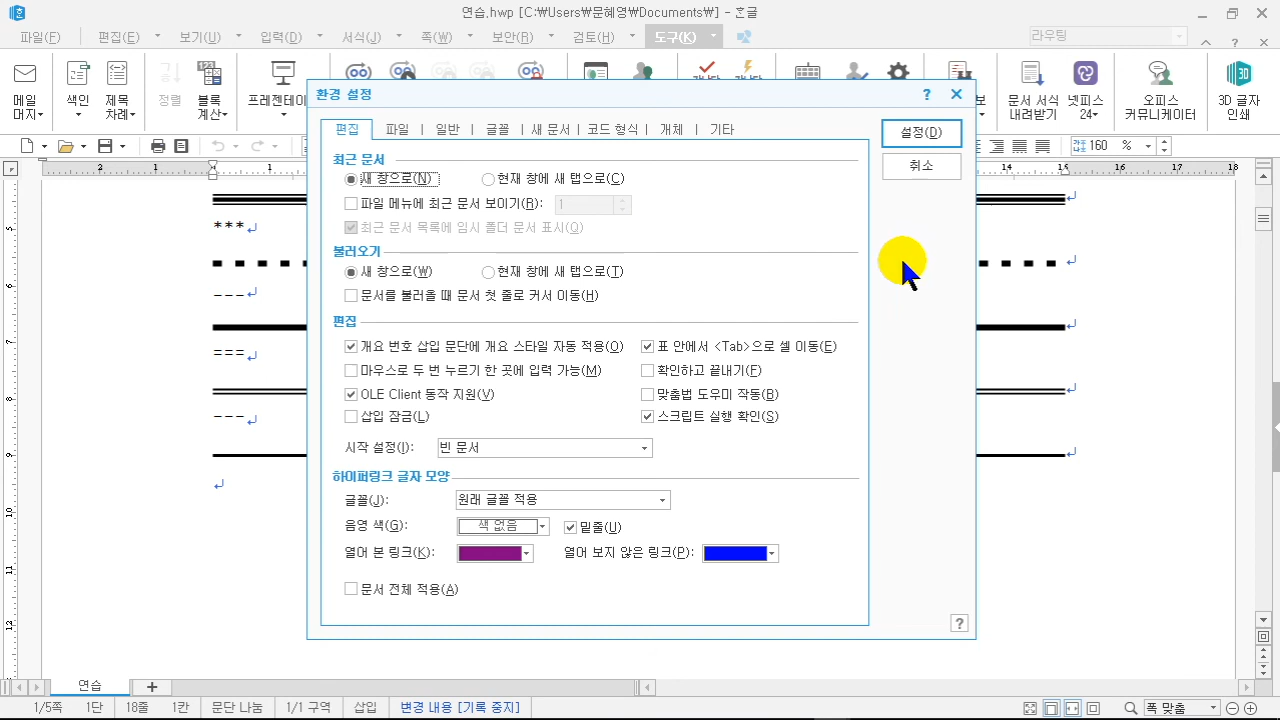 연습.hwp [C:₩Users₩문혜영₩Documents₩] - 흔글
파일(F) 편집(E) 보기(U) 입력(D) 서식(J) 쪽(W) 보안(R) 검토(H) 도구(K) 라우팅
메일 머지 색인 제목 차례 정렬 블록 계산 프레젠테이 문서 서식 내려받기 넷피스 24 오피스 커뮤니케이터 3D 글자 인쇄
160 %
2 1 1 14 15 16 17 18
환경 설정
편집 파일 일반 글꼴 새 문서 코드 형식 개체 기타
설정(D)
취소
최근 문서
새 창으로(N) 현재 창에 새 탭으로(C)
파일 메뉴에 최근 문서 보이기(R): 1
최근 문서 목록에 임시 폴더 문서 표시(Q)
불러오기
새 창으로(W) 현재 창에 새 탭으로(T)
문서를 불러올 때 문서 첫 줄로 커서 이동(H)
편집
개요 번호 삽입 문단에 개요 스타일 자동 적용(O) 표 안에서 <Tab>으로 셀 이동(E)
마우스로 두 번 누르기 한 곳에 입력 가능(M) 확인하고 끝내기(F)
OLE Client 동작 지원(V) 맞춤법 도우미 작동(B)
삽입 잠금(L) 스크립트 실행 확인(S)
시작 설정(I): 빈 문서
하이퍼링크 글자 모양
글꼴(J): 원래 글꼴 적용
음영 색(G): 색 없음 밑줄(U)
열어 본 링크(K): 열어 보지 않은 링크(P):
문서 전체 적용(A)
***
---
===
---
5
6
7
8
9
10
11
12
연습
1/5쪽 1단 18줄 1칸 문단 나눔 1/1 구역 삽입 변경 내용 [기록 중지] 폭 맞춤